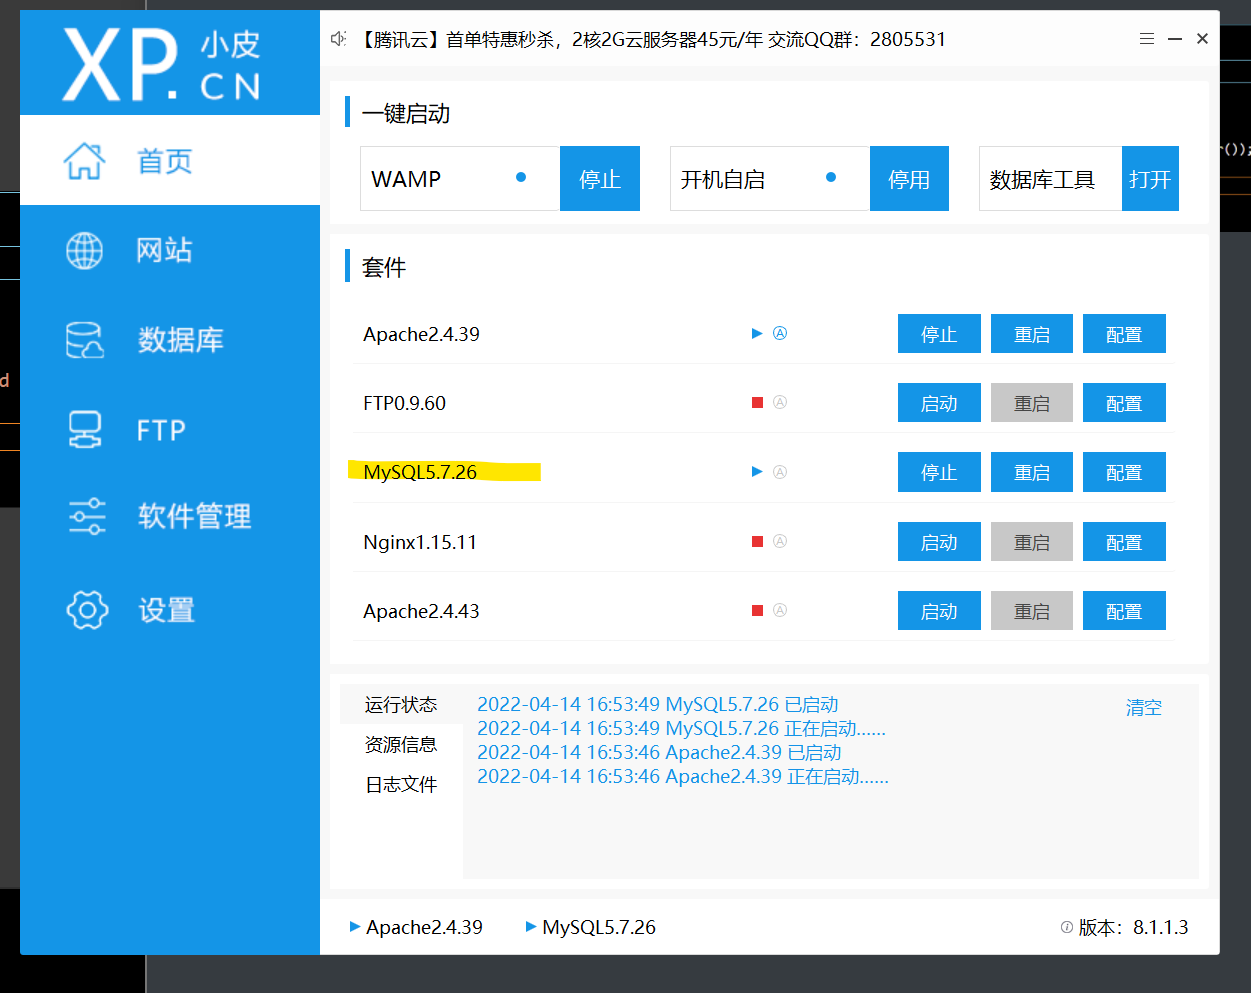 XP.小皮
CN
【腾讯云】首单特惠秒杀，2核2G云服务器45元/年 交流QQ群：2805531
首页
网站
数据库
FTP
软件管理
设置
一键启动
WAMP 停止 开机自启 停用 数据库工具 打开
套件
Apache2.4.39 A 停止 重启 配置
FTP0.9.60 A 启动 重启 配置
MySQL5.7.26 A 停止 重启 配置
Nginx1.15.11 A 启动 重启 配置
Apache2.4.43 A 启动 重启 配置
运行状态
资源信息
日志文件
2022-04-14 16:53:49 MySQL5.7.26 已启动
2022-04-14 16:53:49 MySQL5.7.26 正在启动......
2022-04-14 16:53:46 Apache2.4.39 已启动
2022-04-14 16:53:46 Apache2.4.39 正在启动......
清空
Apache2.4.39 MySQL5.7.26 版本：8.1.1.3
d
());